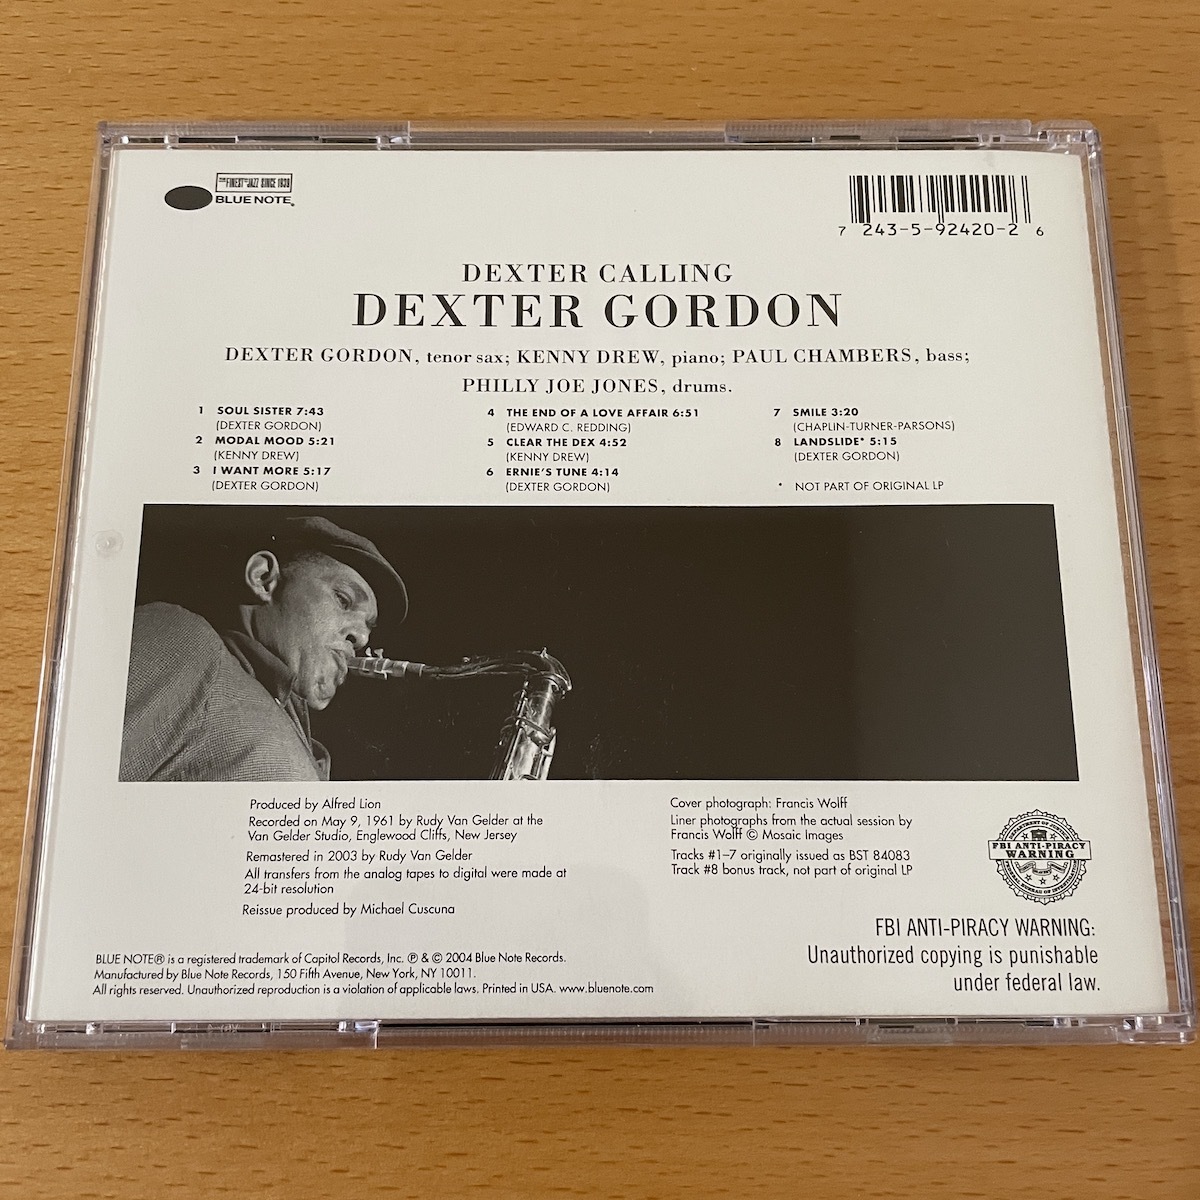 THE FINEST IN JAZZ SINCE 1939
BLUE NOTE®
7 243-5-92420-2 6
DEXTER CALLING
DEXTER GORDON
DEXTER GORDON, tenor sax; KENNY DREW, piano; PAUL CHAMBERS, bass;
PHILLY JOE JONES, drums.
1 SOUL SISTER 7:43
(DEXTER GORDON)
2 MODAL MOOD 5:21
(KENNY DREW)
3 I WANT MORE 5:17
(DEXTER GORDON)
4 THE END OF A LOVE AFFAIR 6:51
(EDWARD C. REDDING)
5 CLEAR THE DEX 4:52
(KENNY DREW)
6 ERNIE'S TUNE 4:14
(DEXTER GORDON)
7 SMILE 3:20
(CHAPLIN-TURNER-PARSONS)
8 LANDSLIDE* 5:15
(DEXTER GORDON)
* NOT PART OF ORIGINAL LP
Produced by Alfred Lion
Recorded on May 9, 1961 by Rudy Van Gelder at the
Van Gelder Studio, Englewood Cliffs, New Jersey
Remastered in 2003 by Rudy Van Gelder
All transfers from the analog tapes to digital were made at
24-bit resolution
Reissue produced by Michael Cuscuna
Cover photograph: Francis Wolff
Liner photographs from the actual session by
Francis Wolff © Mosaic Images
Tracks #1–7 originally issued as BST 84083
Track #8 bonus track, not part of original LP
DEPARTMENT OF JUSTICE
FBI ANTI-PIRACY
WARNING
FEDERAL BUREAU OF INVESTIGATION
FBI ANTI-PIRACY WARNING:
Unauthorized copying is punishable
under federal law.
BLUE NOTE® is a registered trademark of Capitol Records, Inc. ℗ & © 2004 Blue Note Records.
Manufactured by Blue Note Records, 150 Fifth Avenue, New York, NY 10011.
All rights reserved. Unauthorized reproduction is a violation of applicable laws. Printed in USA. www.bluenote.com